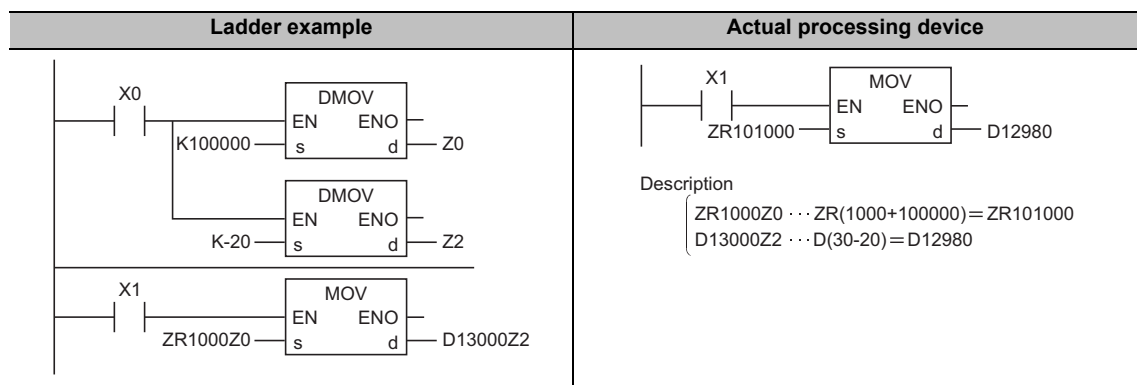 Ladder example
Actual processing device
X0
DMOV
EN ENO
K100000 s d Z0
DMOV
EN ENO
K-20 s d Z2
X1
MOV
EN ENO
ZR1000Z0 s d D13000Z2
X1
MOV
EN ENO
ZR101000 s d D12980
Description
ZR1000Z0 ··· ZR(1000+100000)=ZR101000
D13000Z2 ··· D(30-20)=D12980